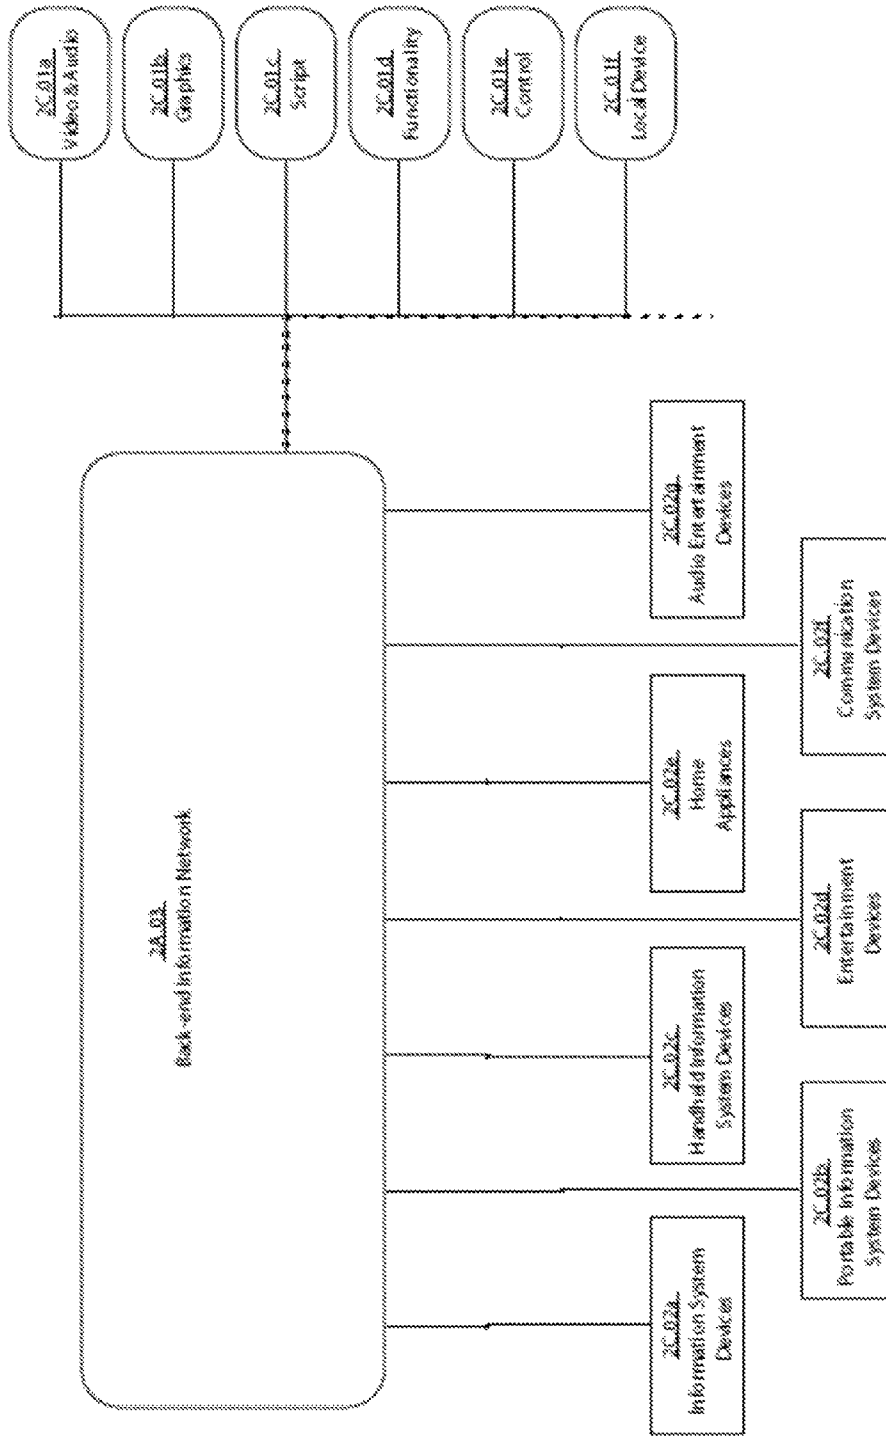 2C.01a
Video & Audio
2C.01b
Graphics
2C.01c
Script
2C.01d
Functionality
2C.01e
Control
2C.01f
Local Device
2A.03
Back-end Information Network
2C.02a
Information System
Devices
2C.02b
Portable Information
System Devices
2C.02c
Handheld Information
System Devices
2C.02d
Entertainment
Devices
2C.02e
Home
Appliances
2C.02f
Communication
System Devices
2C.02g
Audio Entertainment
Devices